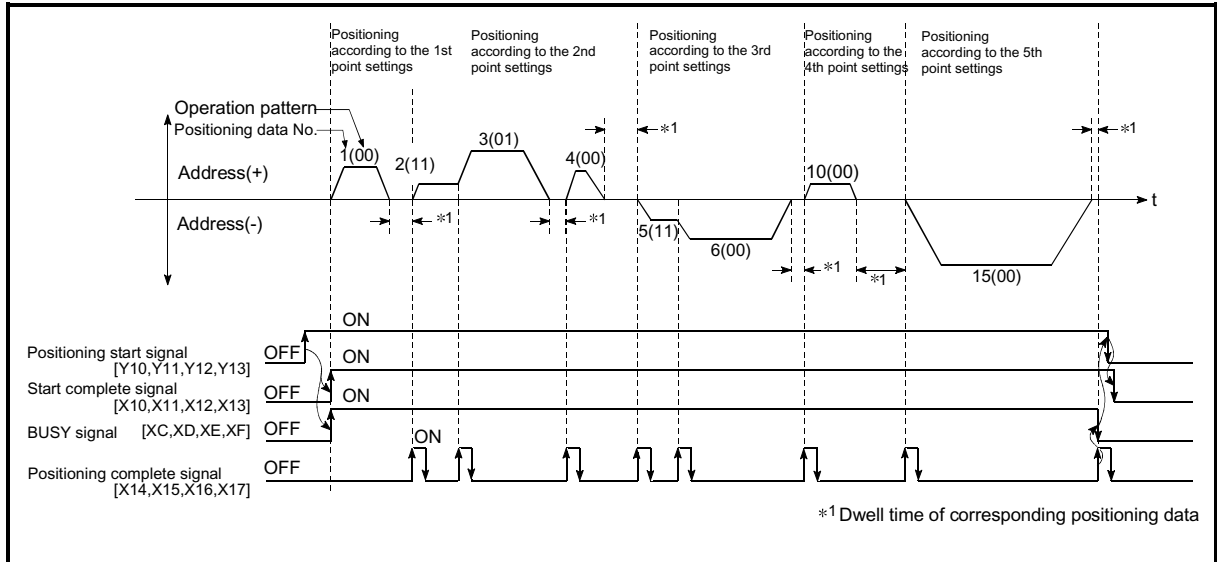 Positioning
according to the 1st
point settings
Positioning
according to the 2nd
point settings
Positioning
according to the 3rd
point settings
Positioning
according to the
4th point settings
Positioning
according to the 5th
point settings
Operation pattern
Positioning data No.
1(00)
2(11)
3(01)
4(00)
*1
10(00)
*1
Address(+)
t
Address(-)
*1
*1
5(11)
6(00)
*1
*1
15(00)
ON
Positioning start signal
[Y10,Y11,Y12,Y13]
OFF
ON
Start complete signal
[X10,X11,X12,X13]
OFF
ON
BUSY signal [XC,XD,XE,XF]
OFF
ON
Positioning complete signal
[X14,X15,X16,X17]
OFF
*1 Dwell time of corresponding positioning data